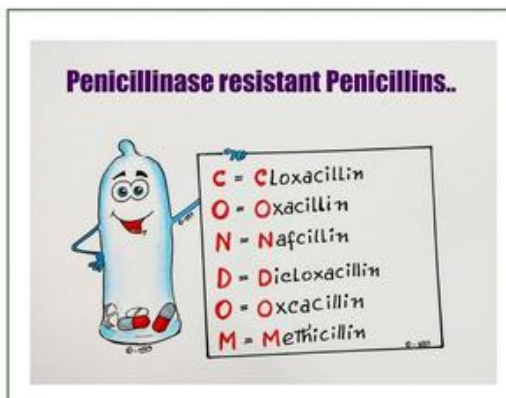 Penicillinase resistant Penicillins..
C = Cloxacillin
O = Oxacillin
N = Nafcillin
D = Dicloxacillin
O = Oxcacillin
M = Methicillin